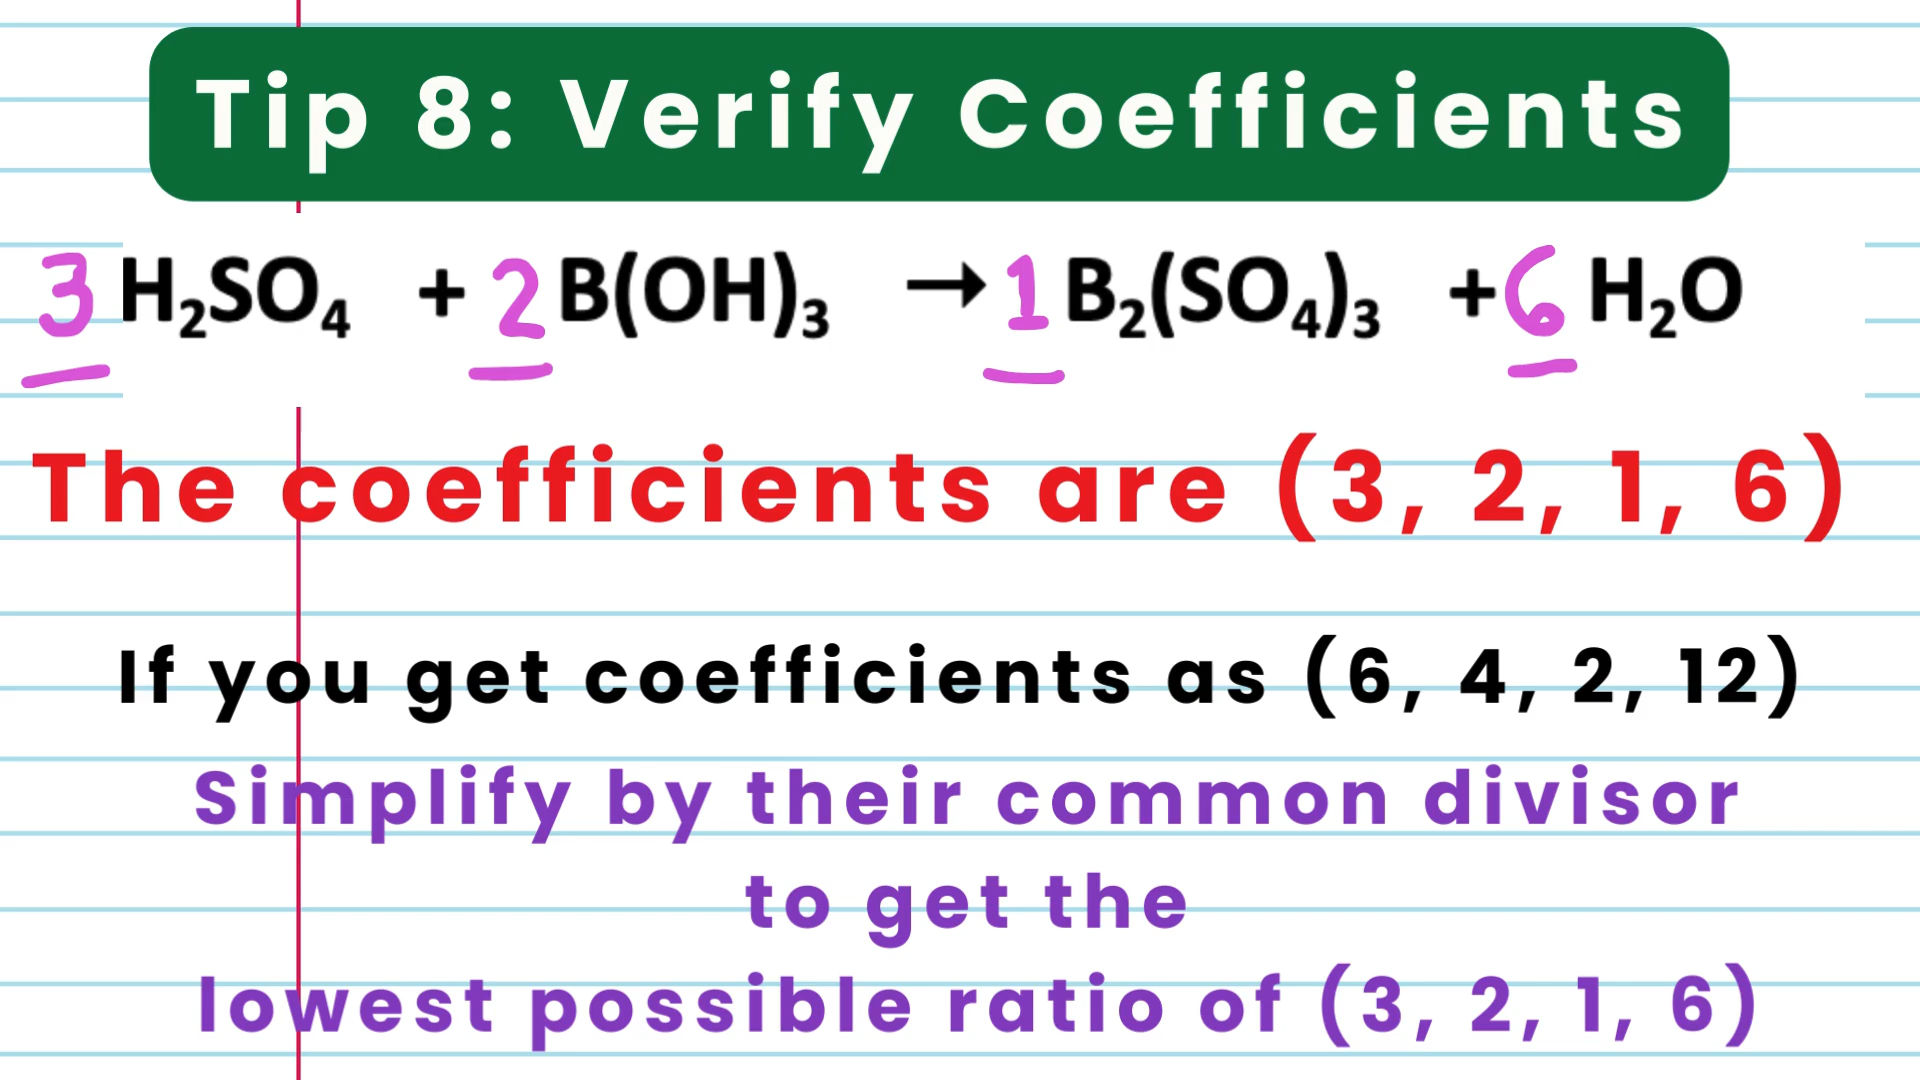 Tip 8: Verify Coefficients
3 H₂SO₄ + 2 B(OH)₃ → 1 B₂(SO₄)₃ + 6 H₂O
The coefficients are (3, 2, 1, 6)
If you get coefficients as (6, 4, 2, 12)
Simplify by their common divisor
to get the
lowest possible ratio of (3, 2, 1, 6)